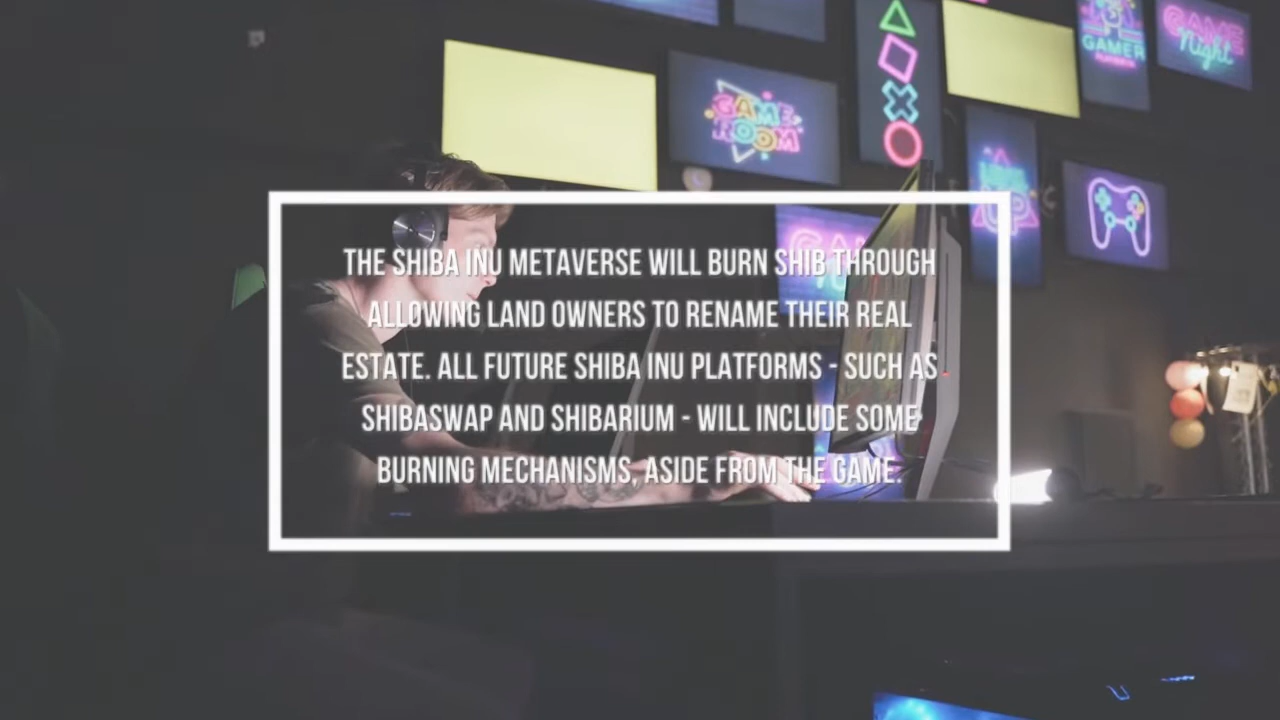 GAMER
GAME
Night
GAME
ROOM
THE SHIBA INU METAVERSE WILL BURN SHIB THROUGH
ALLOWING LAND OWNERS TO RENAME THEIR REAL
ESTATE. ALL FUTURE SHIBA INU PLATFORMS - SUCH AS
SHIBASWAP AND SHIBARIUM - WILL INCLUDE SOME
BURNING MECHANISMS, ASIDE FROM THE GAME.